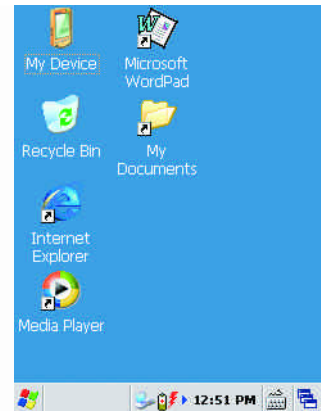 My Device
Microsoft
WordPad
Recycle Bin
My
Documents
Internet
Explorer
Media Player
12:51 PM